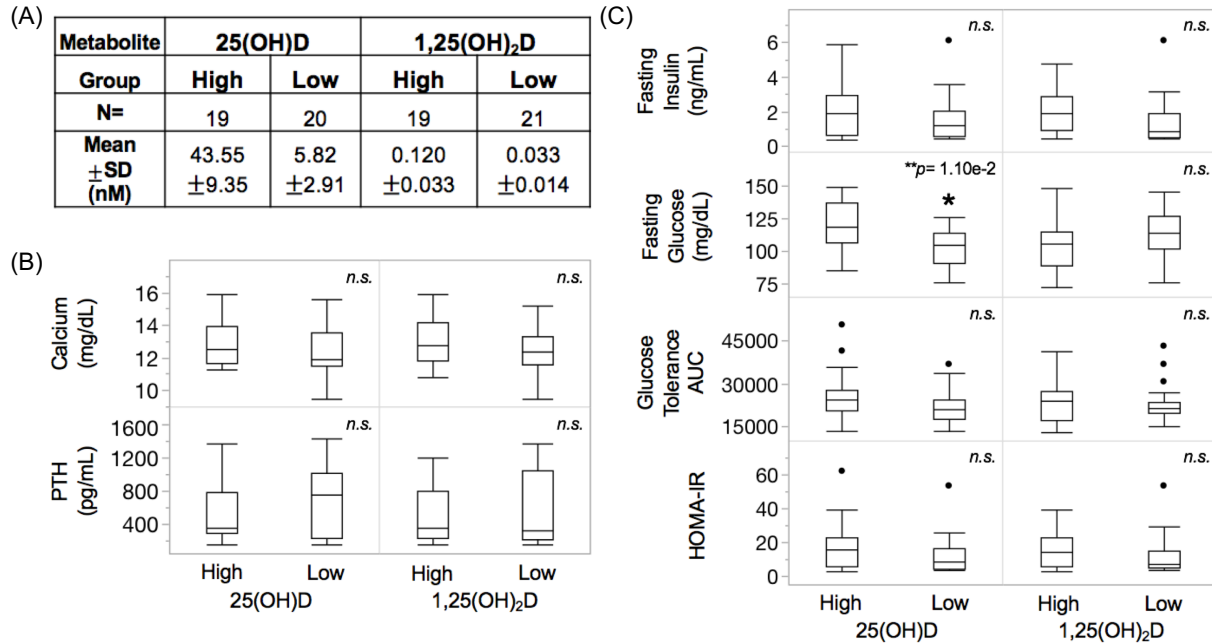 (A)
Metabolite 25(OH)D 1,25(OH)₂D
Group High Low High Low
N= 19 20 19 21
Mean ±SD (nM) 43.55 ±9.35 5.82 ±2.91 0.120 ±0.033 0.033 ±0.014
(B)
Calcium (mg/dL)
16
14
12
10
n.s.
n.s.
PTH (pg/mL)
1600
1200
800
400
n.s.
n.s.
High Low High Low
25(OH)D 1,25(OH)₂D
(C)
Fasting Insulin (ng/mL)
6
4
2
0
n.s.
n.s.
Fasting Glucose (mg/dL)
150
125
100
75
**p= 1.10e-2
*
n.s.
Glucose Tolerance AUC
45000
30000
15000
n.s.
n.s.
HOMA-IR
60
40
20
0
n.s.
n.s.
High Low High Low
25(OH)D 1,25(OH)₂D